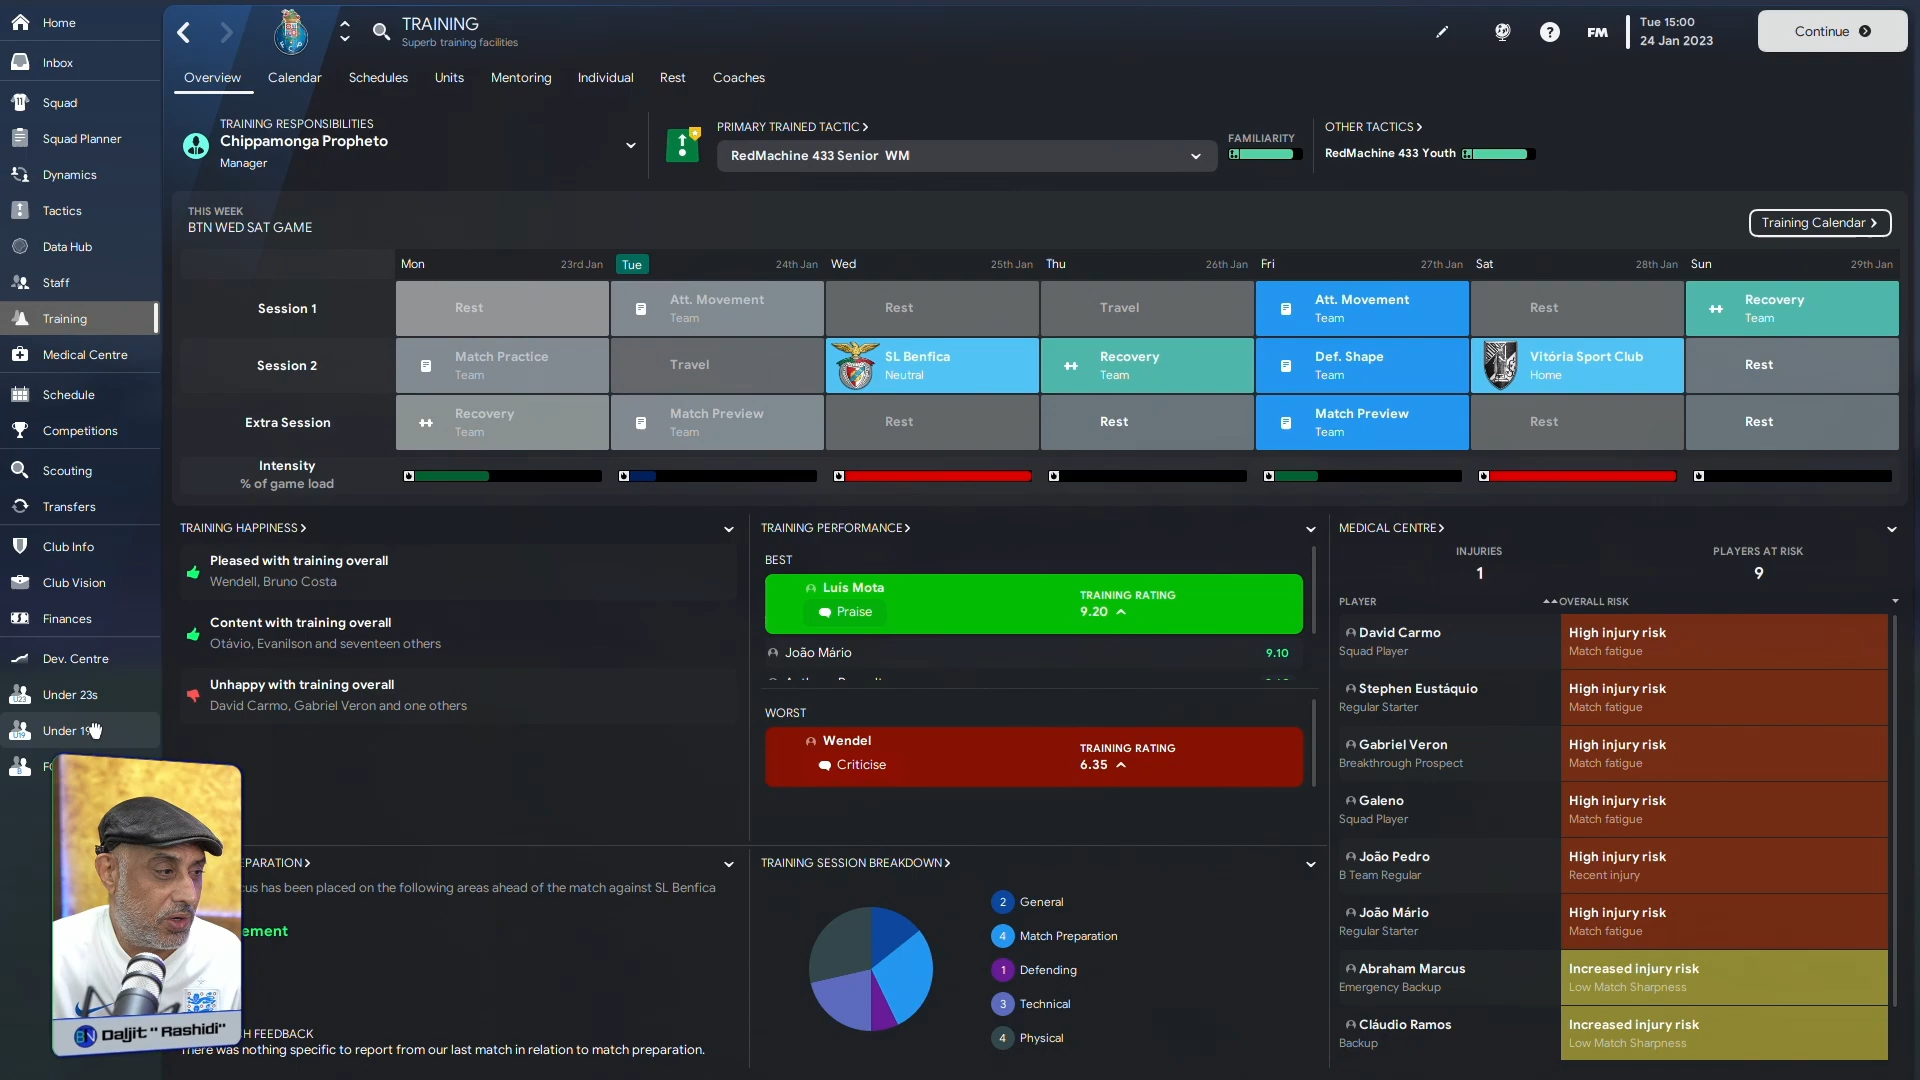 Home
Inbox
Squad
Squad Planner
Dynamics
Tactics
Data Hub
Staff
Training
Medical Centre
Schedule
Competitions
Scouting
Transfers
Club Info
Club Vision
Finances
Dev. Centre
Under 23s
Under 19
TRAINING
Superb training facilities
FM
Tue 15:00
24 Jan 2023
Continue
Overview Calendar Schedules Units Mentoring Individual Rest Coaches
TRAINING RESPONSIBILITIES
Chippamonga Propheto
Manager
PRIMARY TRAINED TACTIC >
RedMachine 433 Senior WM
FAMILIARITY
OTHER TACTICS >
RedMachine 433 Youth
THIS WEEK
BTN WED SAT GAME
Training Calendar >
Mon 23rd Jan Tue 24th Jan Wed 25th Jan Thu 26th Jan Fri 27th Jan Sat 28th Jan Sun 29th Jan
Session 1
Rest
Att. Movement
Team
Rest
Travel
Att. Movement
Team
Rest
Recovery
Team
Session 2
Match Practice
Team
Travel
SL Benfica
Neutral
Recovery
Team
Def. Shape
Team
Vitória Sport Club
Home
Rest
Extra Session
Recovery
Team
Match Preview
Team
Rest
Rest
Match Preview
Team
Rest
Rest
Intensity
% of game load
TRAINING HAPPINESS >
Pleased with training overall
Wendell, Bruno Costa
Content with training overall
Otávio, Evanilson and seventeen others
Unhappy with training overall
David Carmo, Gabriel Veron and one others
TRAINING PERFORMANCE >
BEST
Luís Mota
Praise
TRAINING RATING
9.20
João Mário 9.10
WORST
Wendel
Criticise
TRAINING RATING
6.35
MEDICAL CENTRE >
INJURIES
1
PLAYERS AT RISK
9
PLAYER OVERALL RISK
David Carmo
Squad Player
High injury risk
Match fatigue
Stephen Eustáquio
Regular Starter
High injury risk
Match fatigue
Gabriel Veron
Breakthrough Prospect
High injury risk
Match fatigue
Galeno
Squad Player
High injury risk
Match fatigue
João Pedro
B Team Regular
High injury risk
Recent injury
João Mário
Regular Starter
High injury risk
Match fatigue
Abraham Marcus
Emergency Backup
Increased injury risk
Low Match Sharpness
Cláudio Ramos
Backup
Increased injury risk
Low Match Sharpness
EPARATION >
cus has been placed on the following areas ahead of the match against SL Benfica
ement
H FEEDBACK
There was nothing specific to report from our last match in relation to match preparation.
TRAINING SESSION BREAKDOWN >
2 General
4 Match Preparation
1 Defending
3 Technical
4 Physical
BN Daljit "Rashidi"